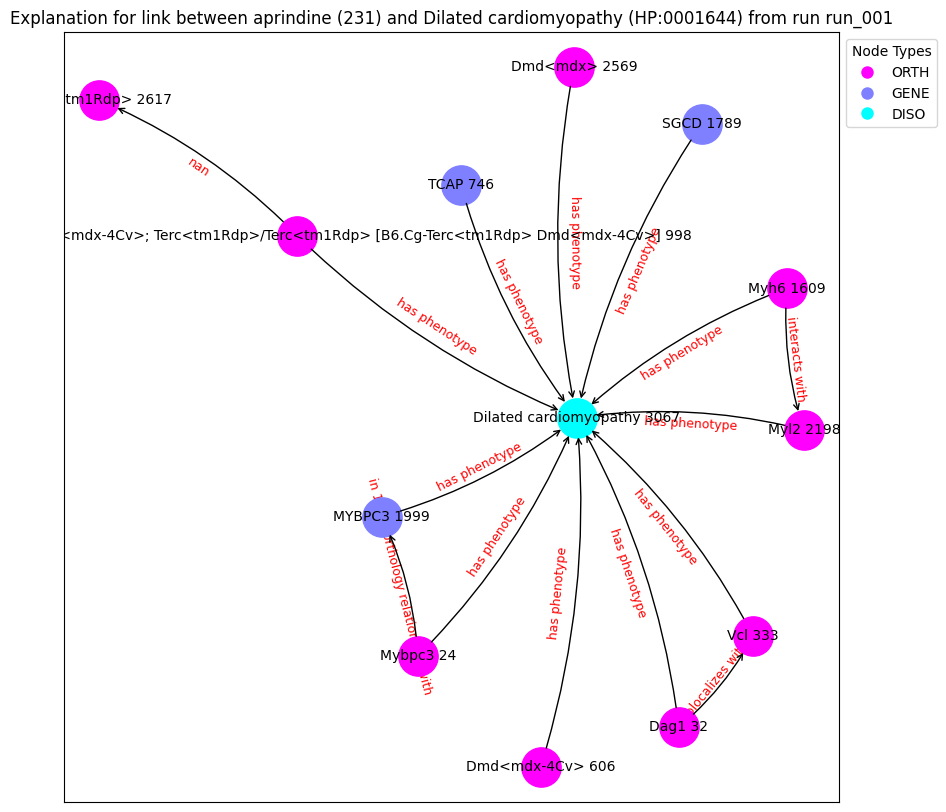 Explanation for link between aprindine (231) and Dilated cardiomyopathy (HP:0001644) from run run_001
Node Types
ORTH
GENE
DISO
Dmd<mdx> 2569
tm1Rdp> 2617
SGCD 1789
nan
TCAP 746
<mdx-4Cv>; Terc<tm1Rdp>/Terc<tm1Rdp> [B6.Cg-Terc<tm1Rdp> Dmd<mdx-4Cv>] 998
has phenotype
has phenotype
has phenotype
Myh6 1609
has phenotype
has phenotype
interacts with
Dilated cardiomyopathy 3067
has phenotype
Myl2 2198
has phenotype
MYBPC3 1999
has phenotype
has phenotype
has phenotype
has phenotype
in 1 orthology relation with
Vcl 333
Mybpc3 24
colocalizes with
Dag1 32
Dmd<mdx-4Cv> 606